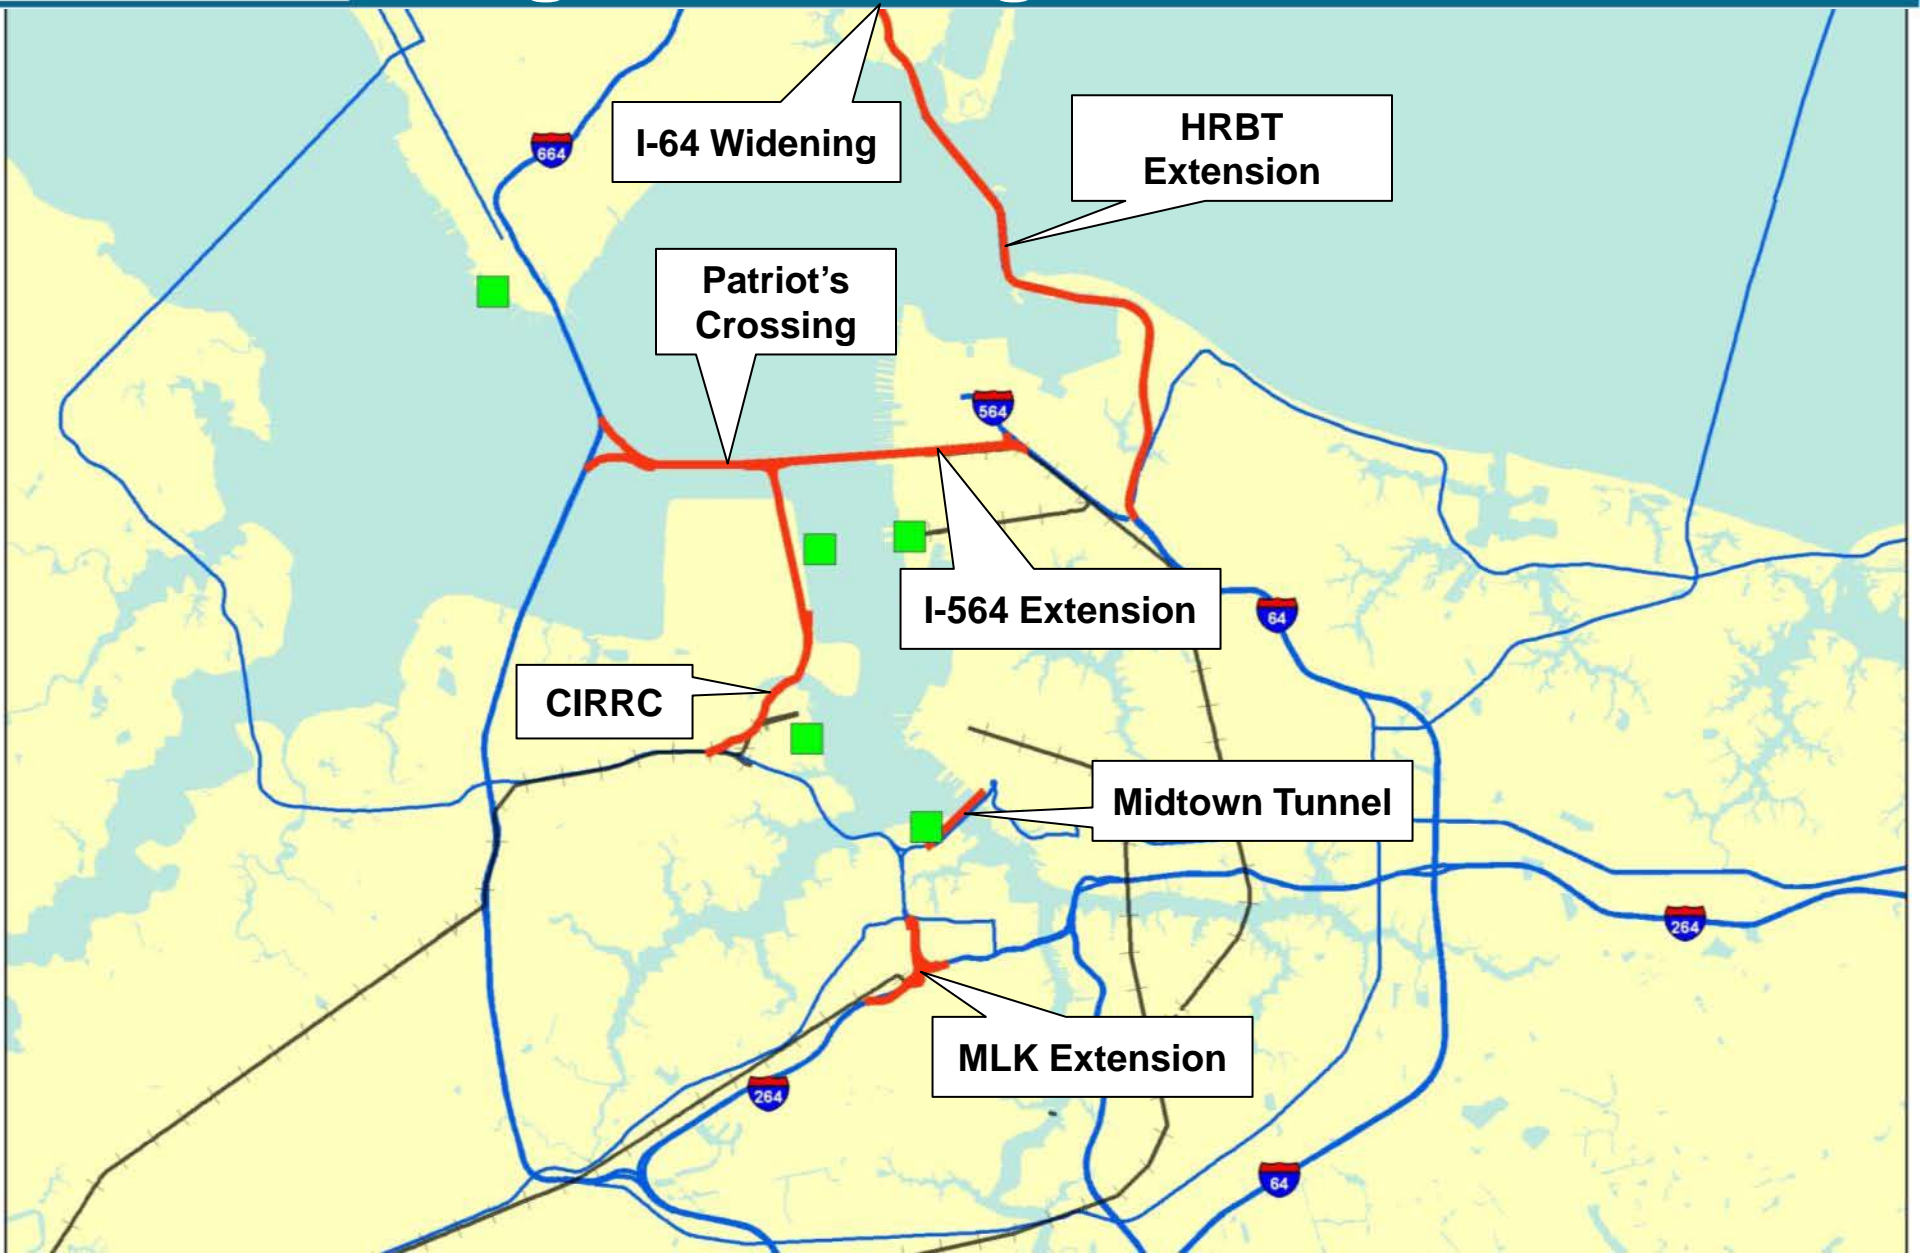 I-64 Widening
HRBT
Extension
664
Patriot’s
Crossing
564
I-564 Extension
64
CIRRC
Midtown Tunnel
264
MLK Extension
264
64